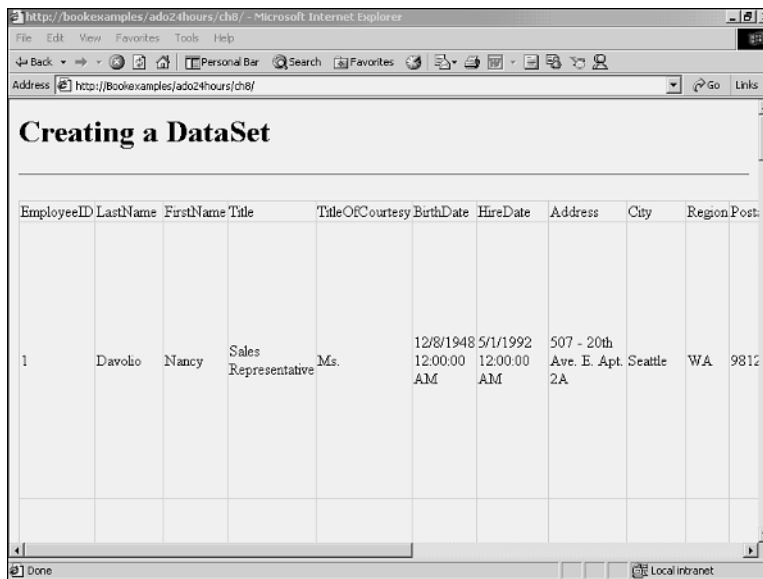 http://bookexamples/ado24hours/ch8/ - Microsoft Internet Explorer
File Edit View Favorites Tools Help
Back Personal Bar Search Favorites
Address http://Bookexamples/ado24hours/ch8/ Go Links
Creating a DataSet
EmployeeID LastName FirstName Title TitleOfCourtesy BirthDate HireDate Address City Region
1 Davolio Nancy Sales Representative Ms. 12/8/1948 12:00:00 AM 5/1/1992 12:00:00 AM 507 - 20th Ave. E. Apt. 2A Seattle WA 9812
Done Local intranet